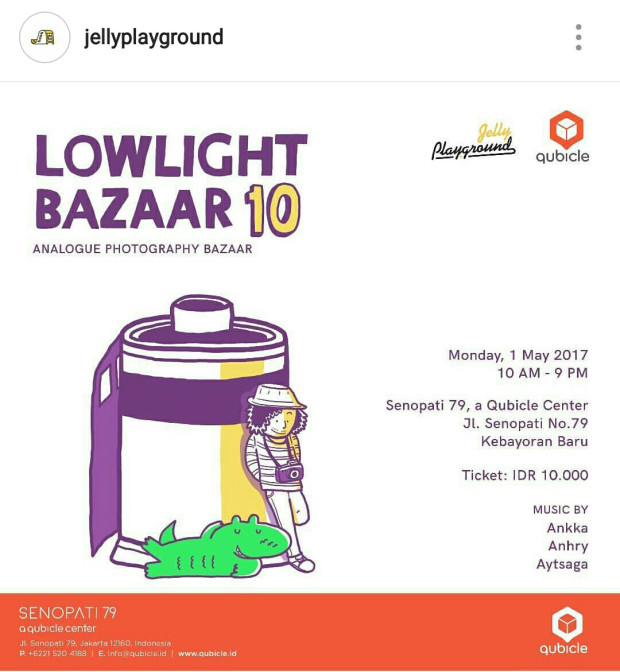 jellyplayground
LOWLIGHT
BAZAAR 10
ANALOGUE PHOTOGRAPHY BAZAAR
Jelly
Playground
qubicle
Monday, 1 May 2017
10 AM - 9 PM
Senopati 79, a Qubicle Center
Jl. Senopati No.79
Kebayoran Baru
Ticket: IDR 10.000
MUSIC BY
Ankka
Anhry
Aytsaga
SENOPATI 79
a qubicle center
Jl. Senopati 79, Jakarta 12160, Indonesia
P. +6221 520 4188 | E. info@qubicle.id | www.qubicle.id
qubicle